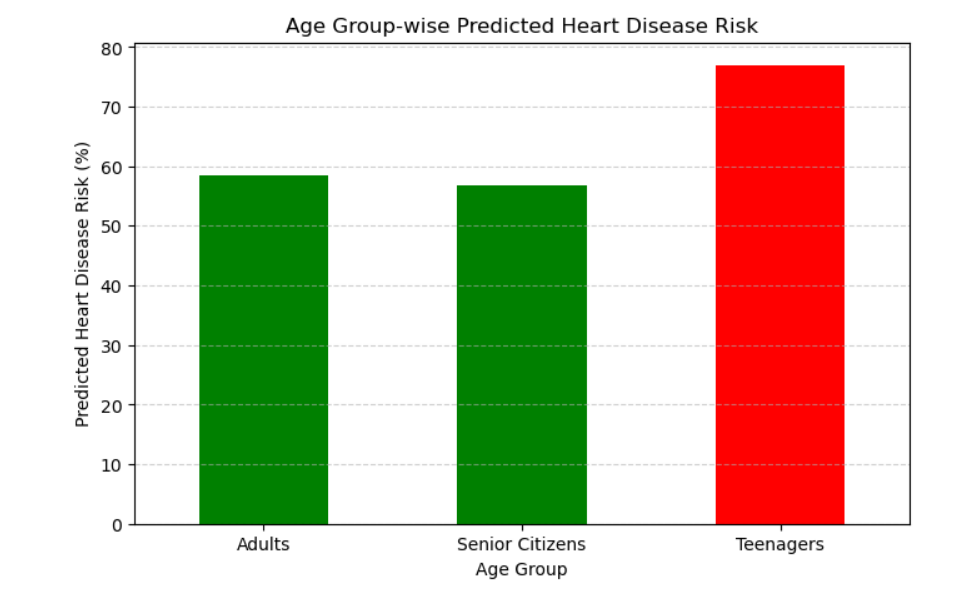 Age Group-wise Predicted Heart Disease Risk
Predicted Heart Disease Risk (%)
80
70
60
50
40
30
20
10
0
Adults Senior Citizens Teenagers
Age Group